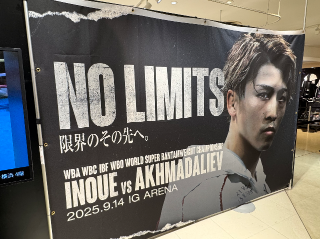 NO LIMITS
限界のその先へ。
WBA WBC IBF WBO WORLD SUPER BANTAMWEIGHT CHAMPIONSHIP
INOUE VS AKHMADALIEV
2025.9.14 IG ARENA